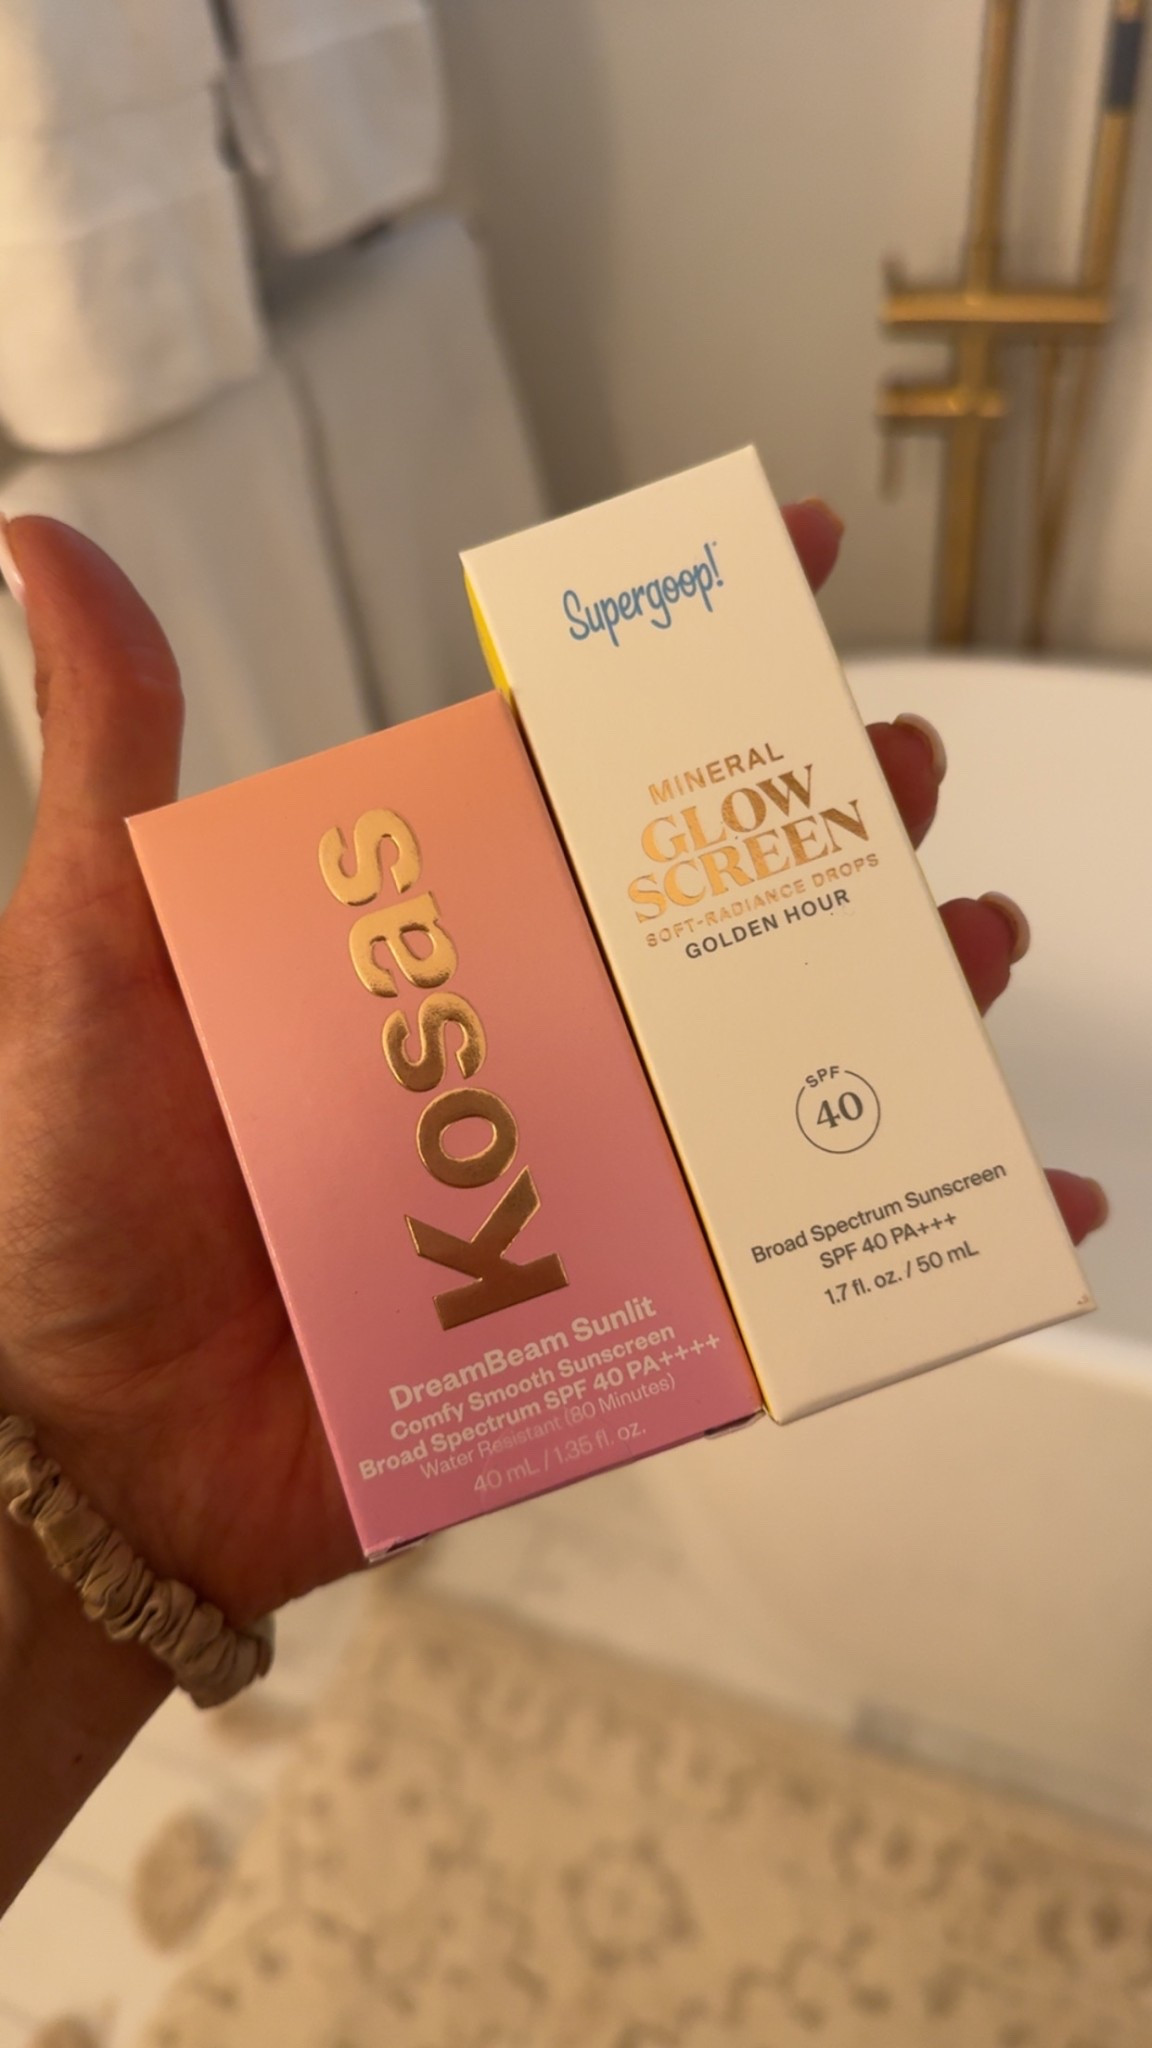 Kosas
DreamBeam Sunlit
Comfy Smooth Sunscreen
Broad Spectrum SPF 40 PA++++
Water Resistant (80 Minutes)
40 mL / 1.35 fl. oz.
Supergoop!
MINERAL
GLOW
SCREEN
SOFT-RADIANCE DROPS
GOLDEN HOUR
SPF
40
Broad Spectrum Sunscreen
SPF 40 PA+++
1.7 fl. oz. / 50 mL